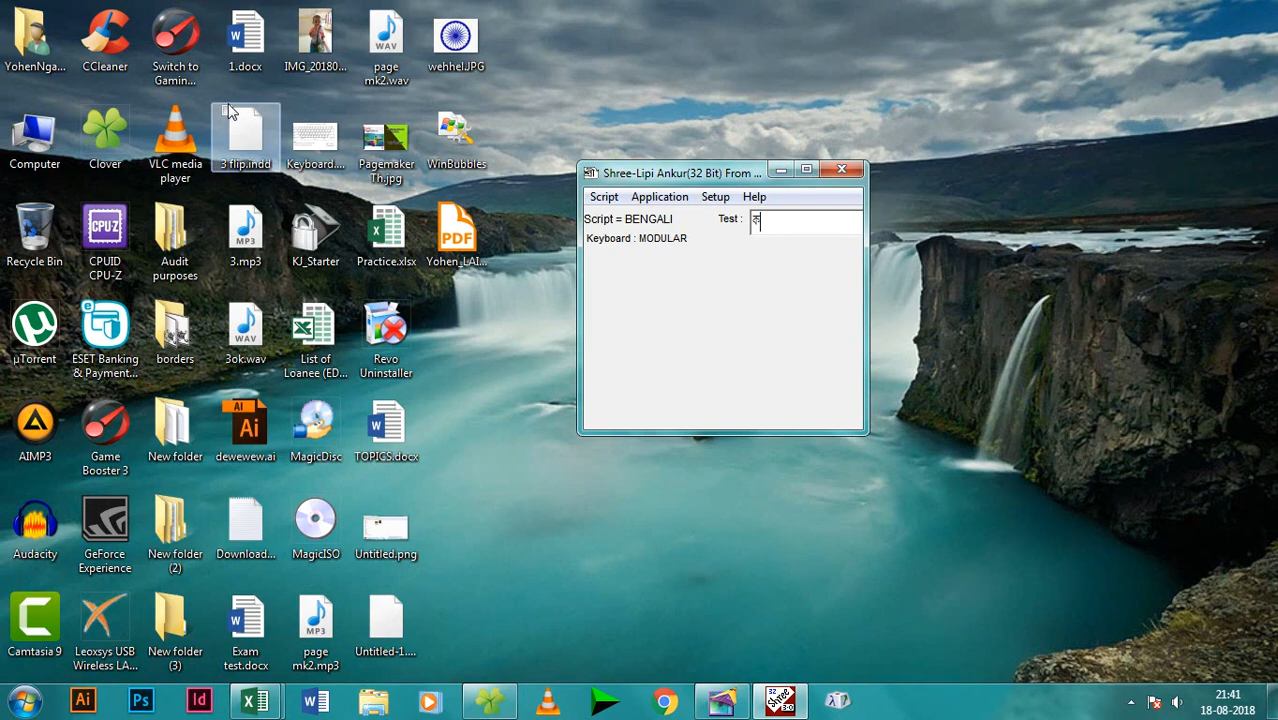 YohenNga...
CCleaner
Switch to
Gamin...
1.docx
IMG_20180...
page
mk2.wav
wehhel.JPG
Computer
Clover
VLC media
player
3 flip.indd
Keyboard....
Pagemaker
Th.jpg
WinBubbles
Recycle Bin
CPUID
CPU-Z
Audit
purposes
3.mp3
KJ_Starter
Practice.xlsx
Yohen_LAI...
µTorrent
ESET Banking
& Payment...
borders
3ok.wav
List of
Loanee (ED...
Revo
Uninstaller
AIMP3
Game
Booster 3
New folder
dewewew.ai
MagicDisc
TOPICS.docx
Audacity
GeForce
Experience
New folder
(2)
Download...
MagicISO
Untitled.png
Camtasia 9
Leoxsys USB
Wireless LA...
New folder
(3)
Exam
test.docx
page
mk2.mp3
Untitled-1....
Shree-Lipi Ankur(32 Bit) From ...
Script Application Setup Help
Script = BENGALI Test : ক
Keyboard : MODULAR
21:41
18-08-2018